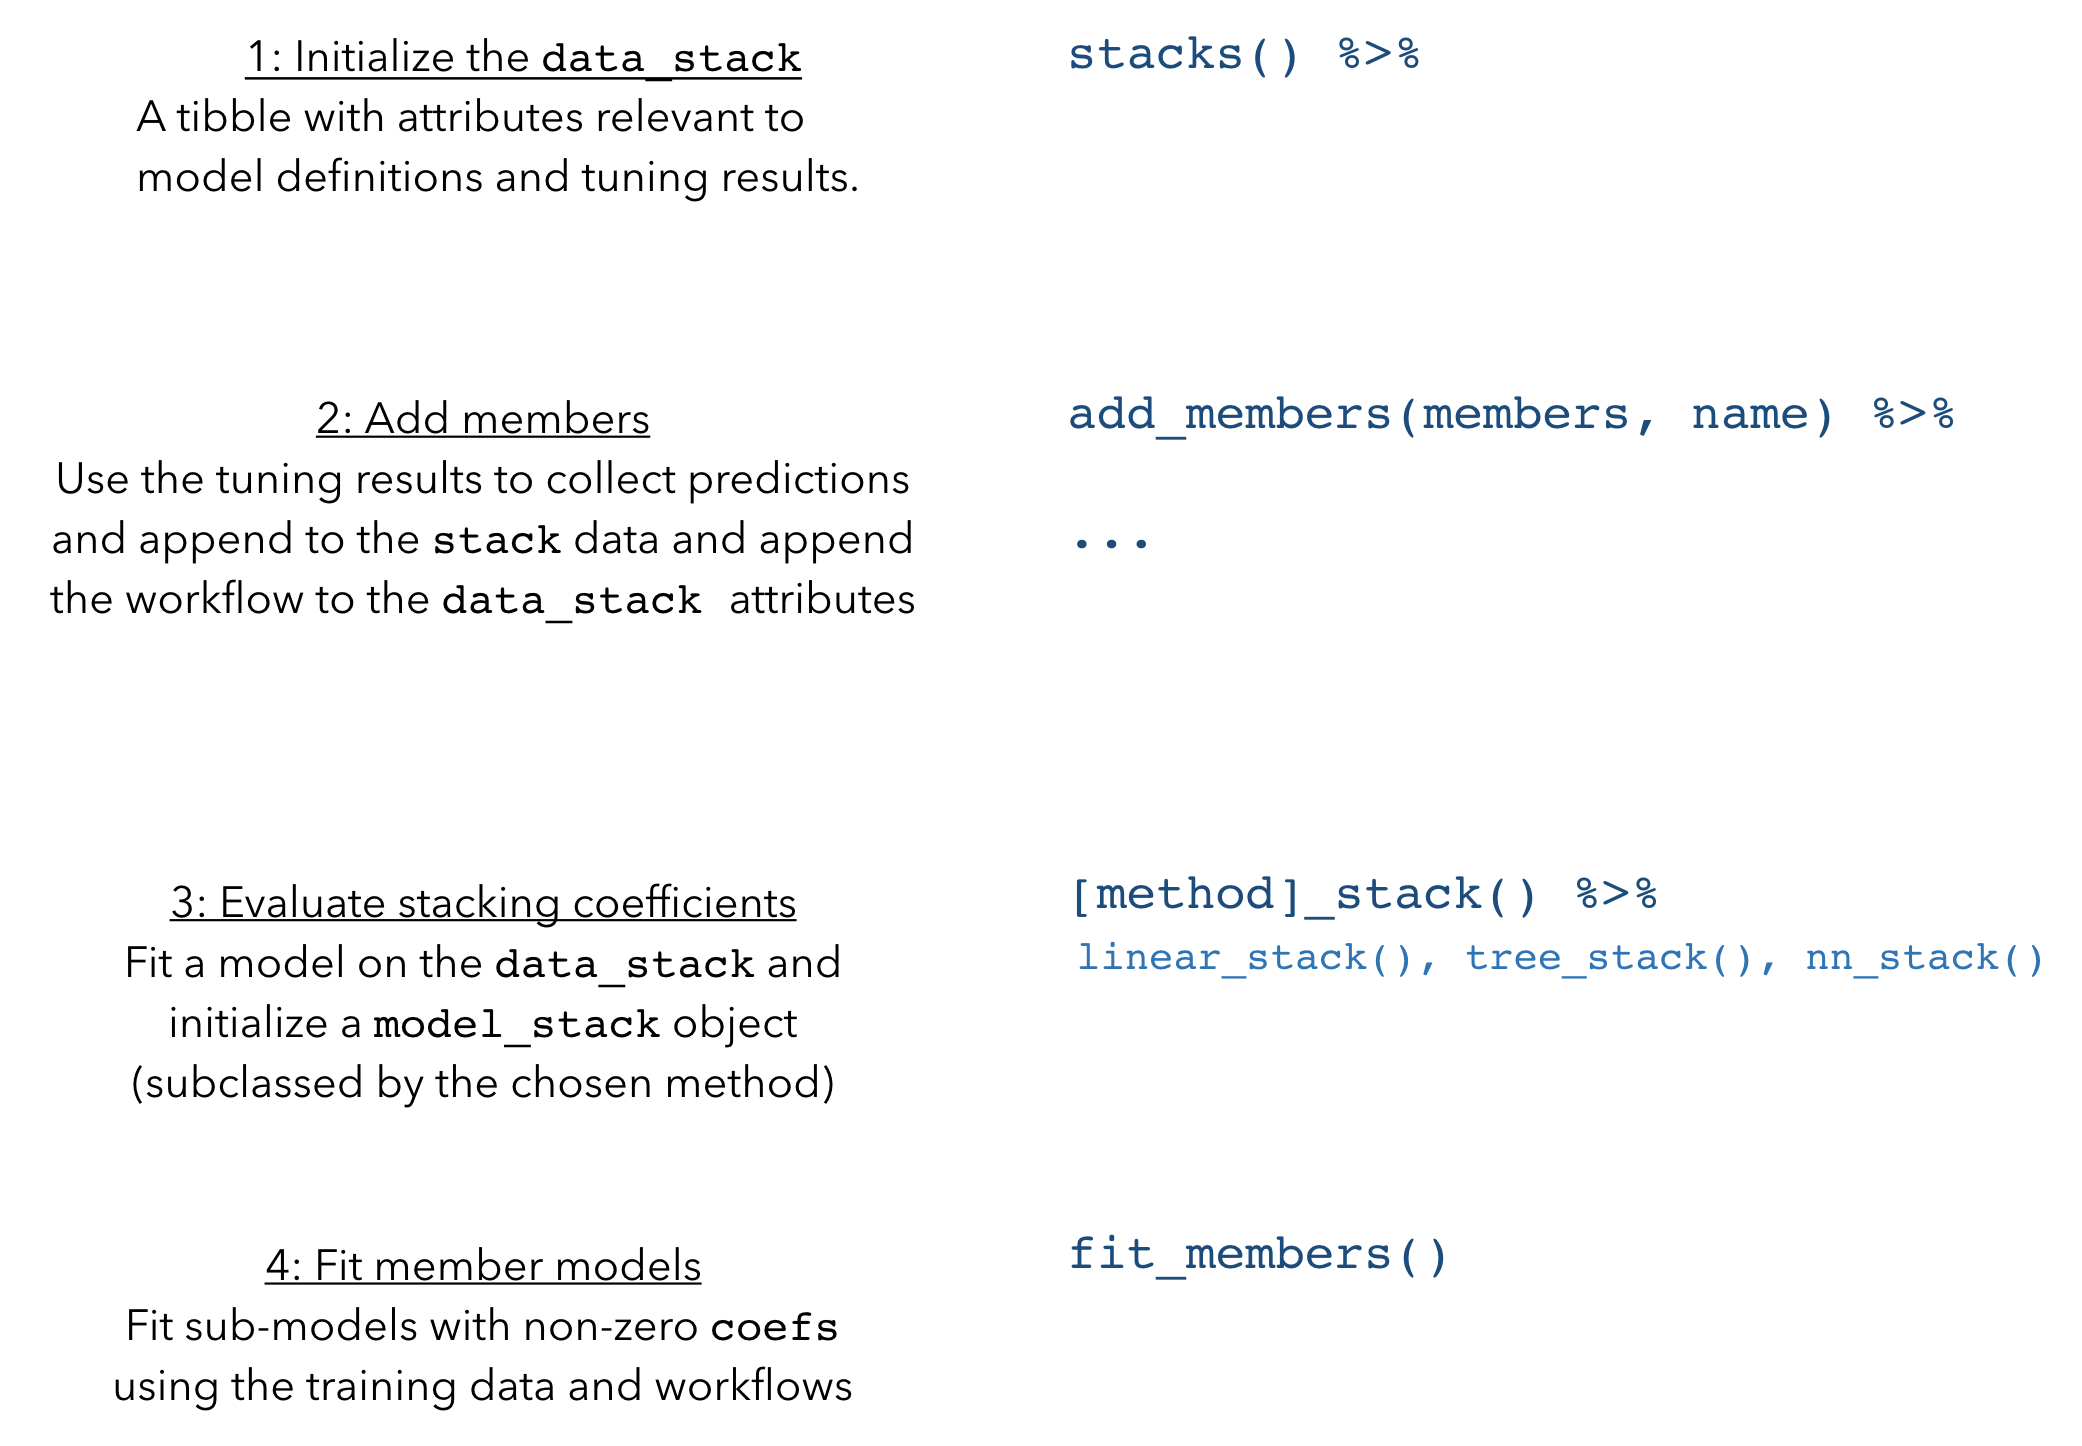 1: Initialize the data_stack
A tibble with attributes relevant to
model definitions and tuning results.
stacks() %>%
2: Add members
Use the tuning results to collect predictions
and append to the stack data and append
the workflow to the data_stack attributes
add_members(members, name) %>%
...
3: Evaluate stacking coefficients
Fit a model on the data_stack and
initialize a model_stack object
(subclassed by the chosen method)
[method]_stack() %>%
linear_stack(), tree_stack(), nn_stack()
4: Fit member models
Fit sub-models with non-zero coefs
using the training data and workflows
fit_members()